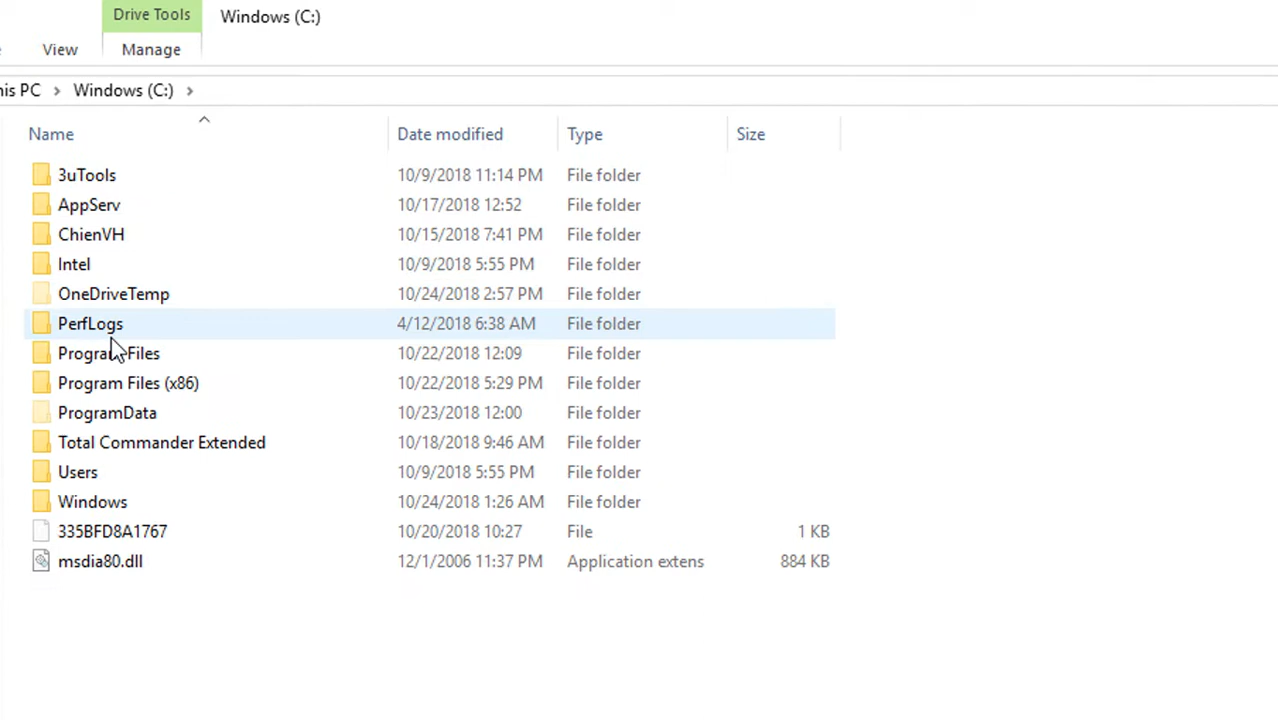 Drive Tools Windows (C:)
View Manage
his PC > Windows (C:) >
Name Date modified Type Size
3uTools 10/9/2018 11:14 PM File folder
AppServ 10/17/2018 12:52 File folder
ChienVH 10/15/2018 7:41 PM File folder
Intel 10/9/2018 5:55 PM File folder
OneDriveTemp 10/24/2018 2:57 PM File folder
PerfLogs 4/12/2018 6:38 AM File folder
Program Files 10/22/2018 12:09 File folder
Program Files (x86) 10/22/2018 5:29 PM File folder
ProgramData 10/23/2018 12:00 File folder
Total Commander Extended 10/18/2018 9:46 AM File folder
Users 10/9/2018 5:55 PM File folder
Windows 10/24/2018 1:26 AM File folder
335BFD8A1767 10/20/2018 10:27 File 1 KB
msdia80.dll 12/1/2006 11:37 PM Application extens 884 KB